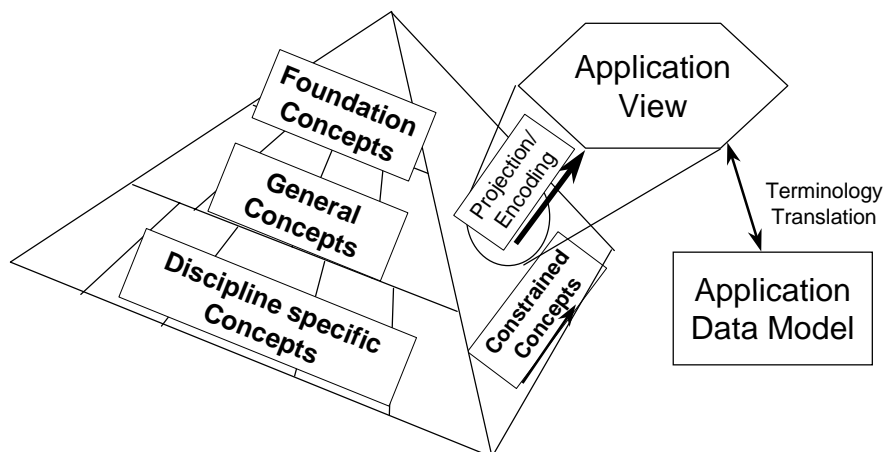 Foundation
Concepts
General
Concepts
Discipline specific
Concepts
Projection/
Encoding
Constrained
Concepts
Application
View
Terminology
Translation
Application
Data Model